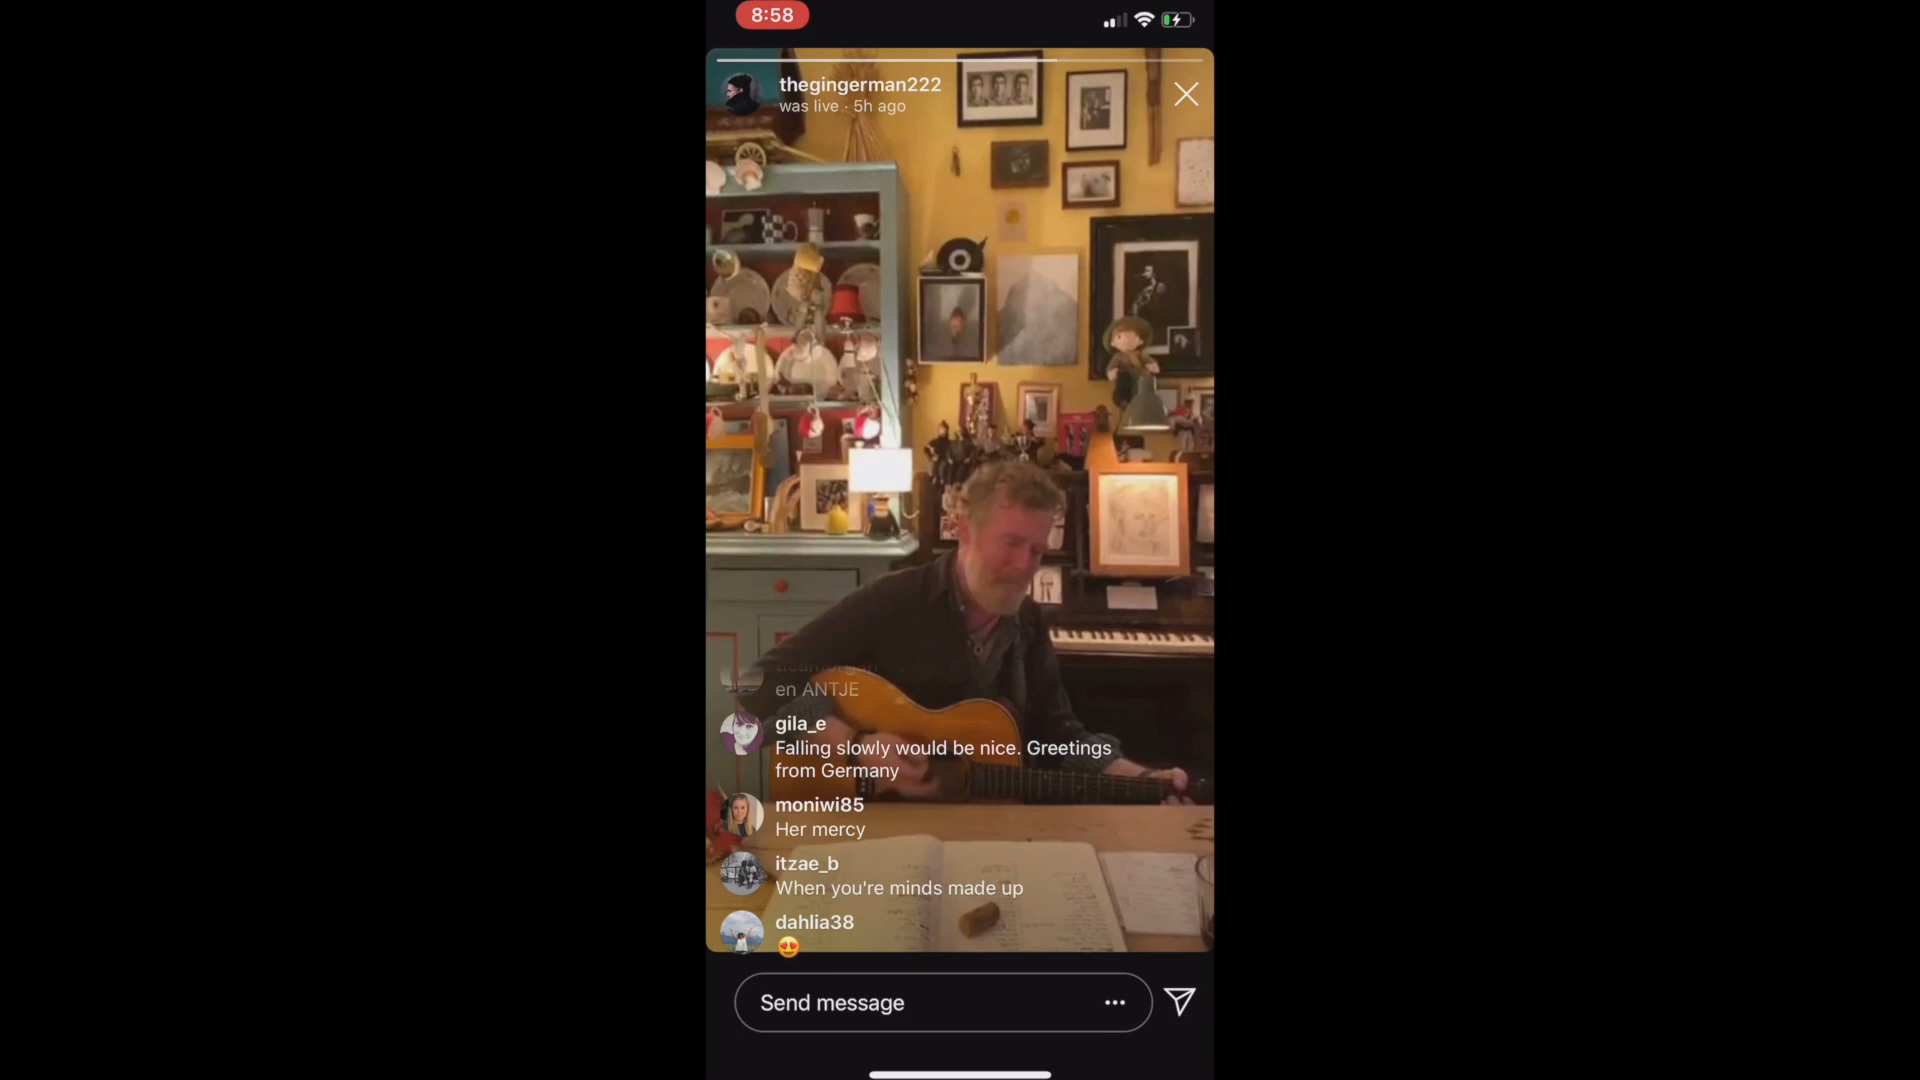 8:58
thegingerman222
was live · 5h ago
en ANTJE
gila_e
Falling slowly would be nice. Greetings
from Germany
moniwi85
Her mercy
itzae_b
When you're minds made up
dahlia38
Send message